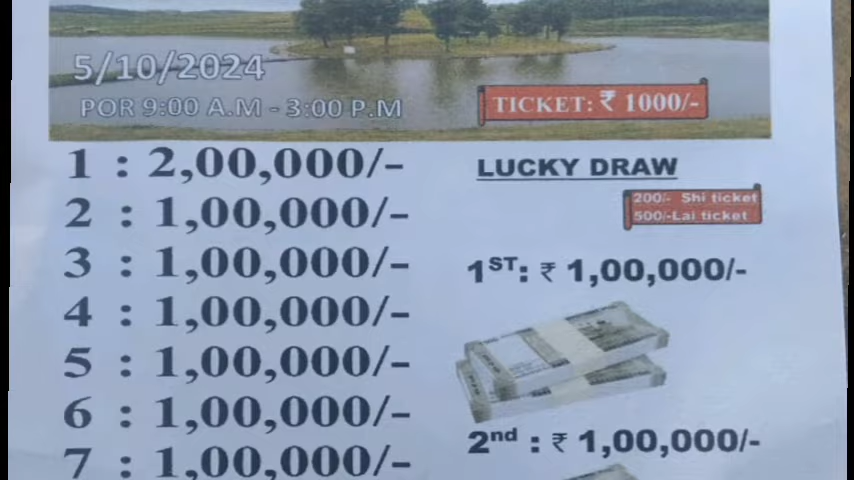 5/10/2024
POR 9:00 A.M - 3:00 P.M
TICKET: ₹ 1000/-
1 : 2,00,000/-
2 : 1,00,000/-
3 : 1,00,000/-
4 : 1,00,000/-
5 : 1,00,000/-
6 : 1,00,000/-
7 : 1,00,000/-
LUCKY DRAW
200/- Shi ticket
500/-Lai ticket
1ST: ₹ 1,00,000/-
2nd : ₹ 1,00,000/-